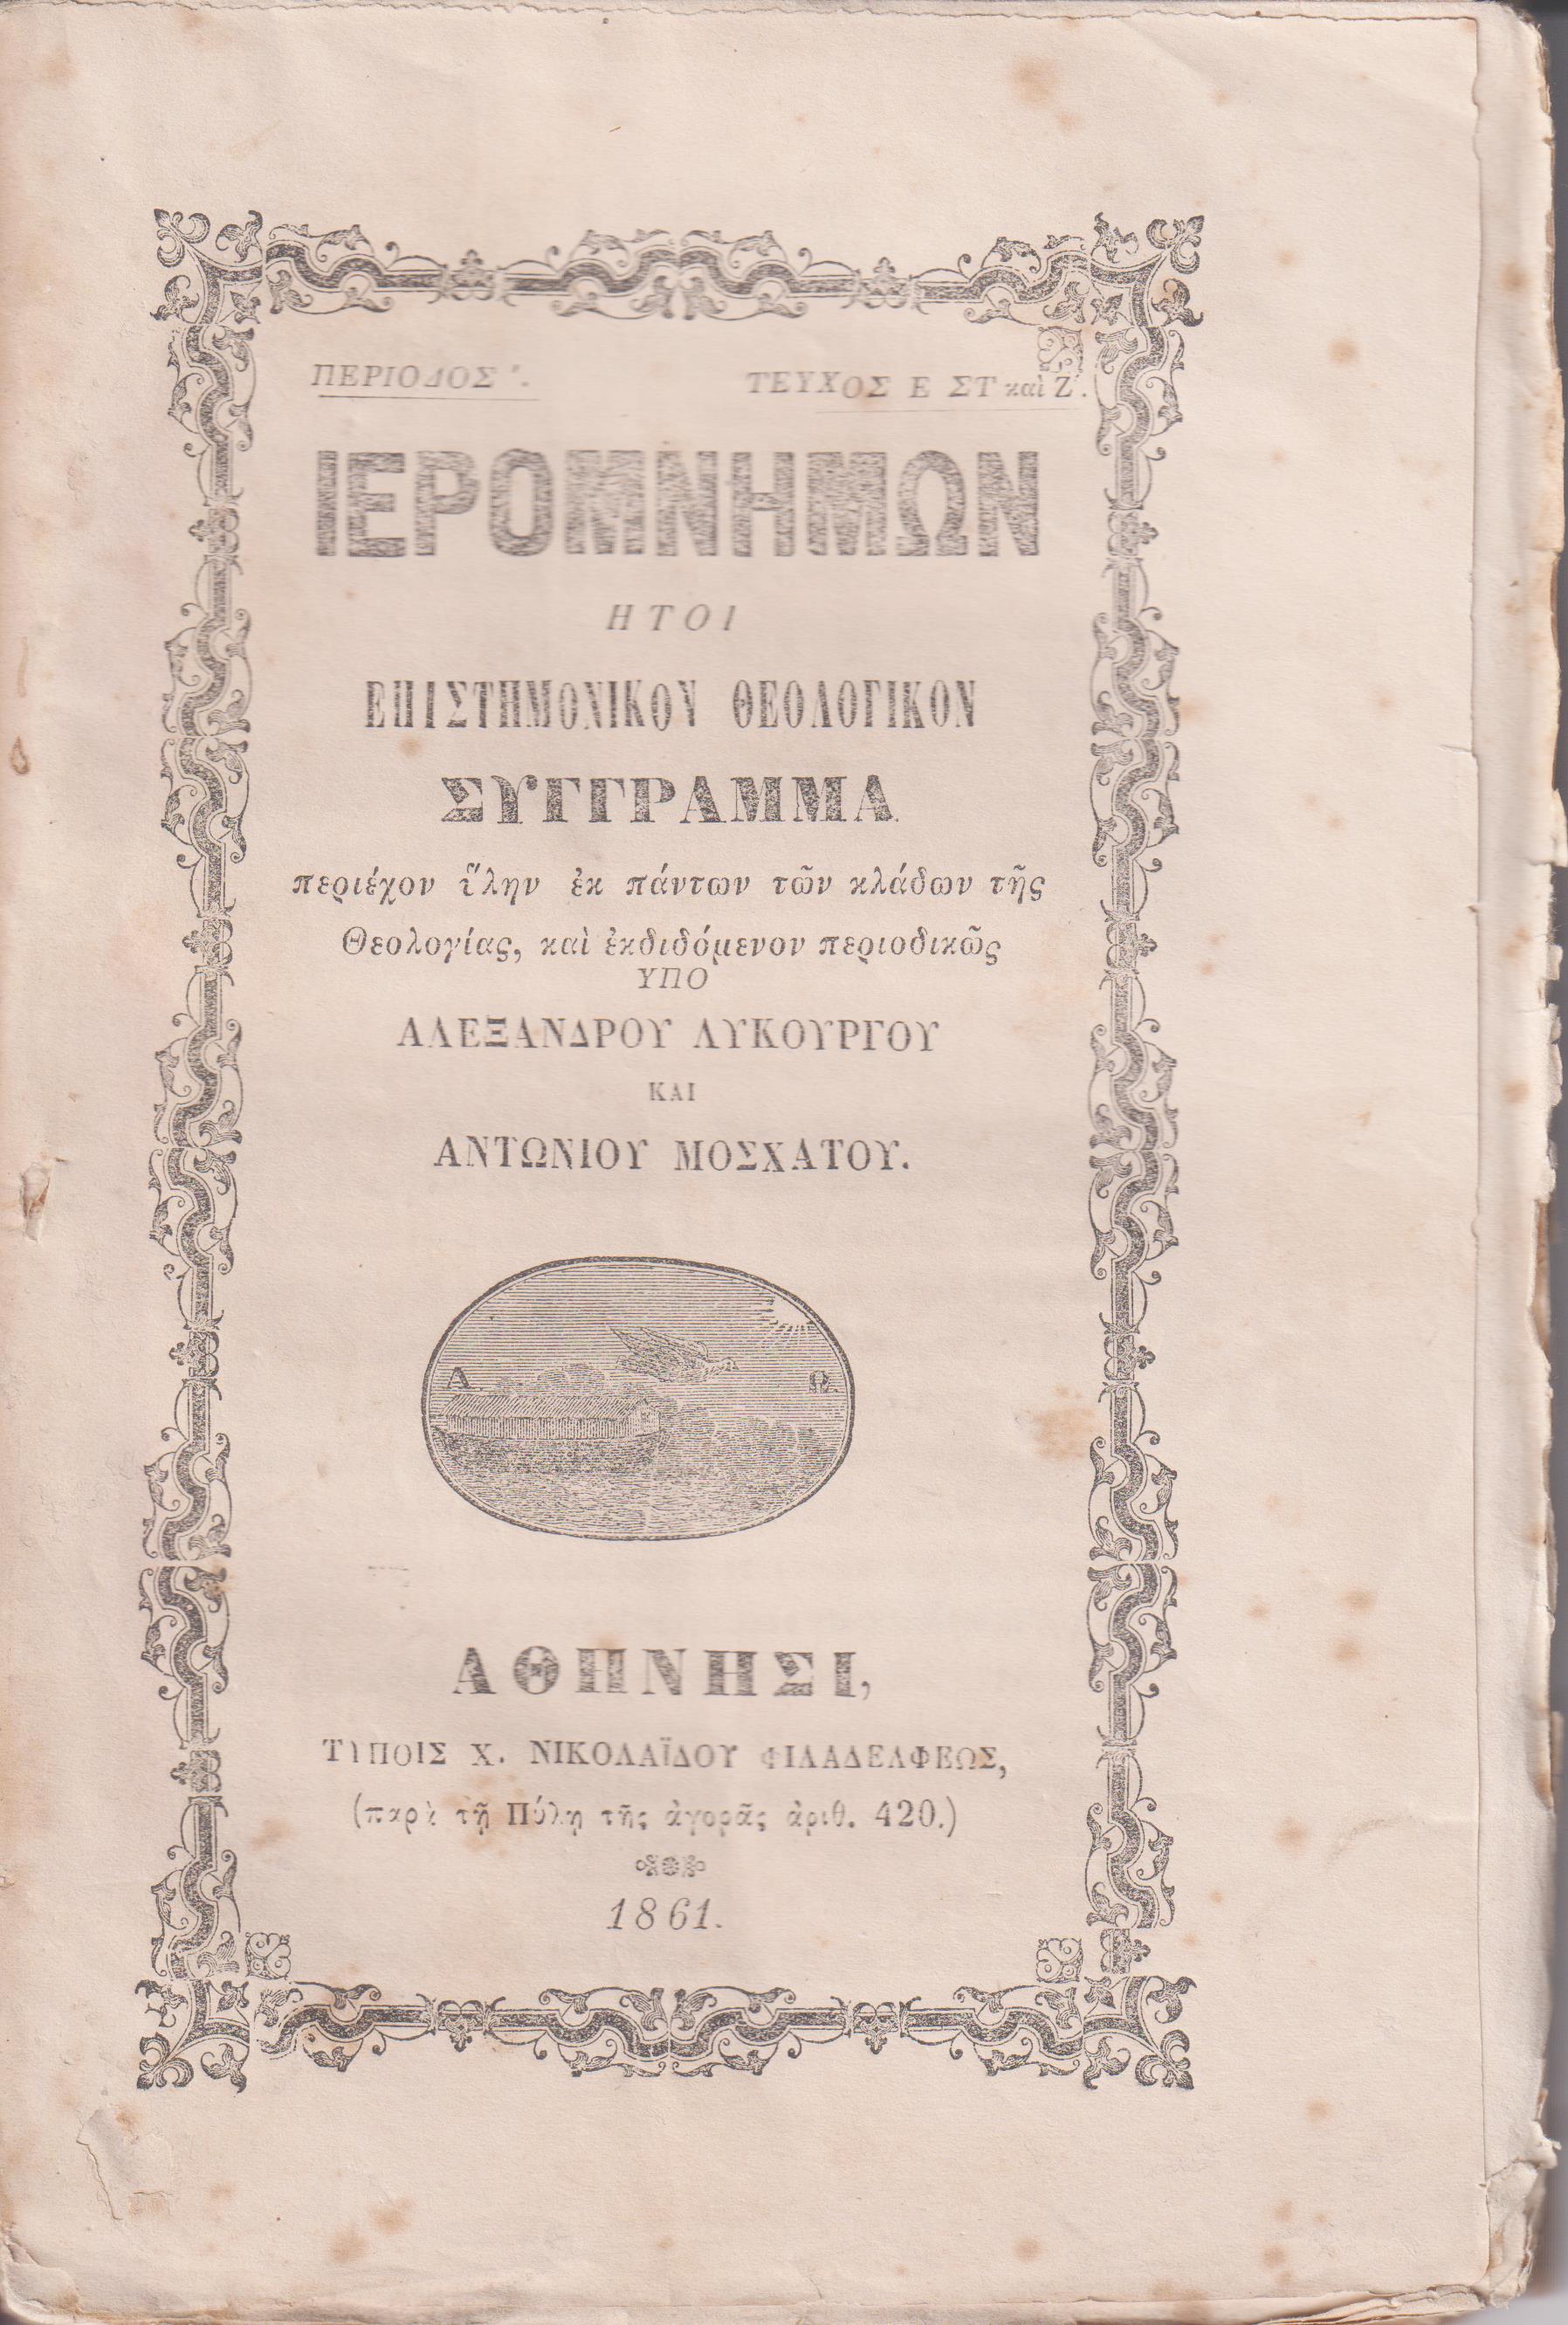 ΠΕΡΙΟΔΟΣ '. ΤΕΥΧΟΣ Ε ΣΤ καὶ Ζ'.
ΙΕΡΟΜΝΗΜΩΝ
ΗΤΟΙ
ΕΠΙΣΤΗΜΟΝΙΚΟΝ ΘΕΟΛΟΓΙΚΟΝ
ΣΥΓΓΡΑΜΜΑ
περιέχον ὕλην ἐκ πάντων τῶν κλάδων τῆς
Θεολογίας, καὶ ἐκδιδόμενον περιοδικῶς
ΥΠΟ
ΑΛΕΞΑΝΔΡΟΥ ΛΥΚΟΥΡΓΟΥ
ΚΑΙ
ΑΝΤΩΝΙΟΥ ΜΟΣΧΑΤΟΥ.
Α. Ω.
ΑΘΗΝΗΣΙ,
ΤΥΠΟΙΣ Χ. ΝΙΚΟΛΑΪΔΟΥ ΦΙΛΑΔΕΛΦΕΩΣ,
(παρὰ τῇ Πύλῃ τῆς ἀγορᾶς ἀριθ. 420.)
1861.